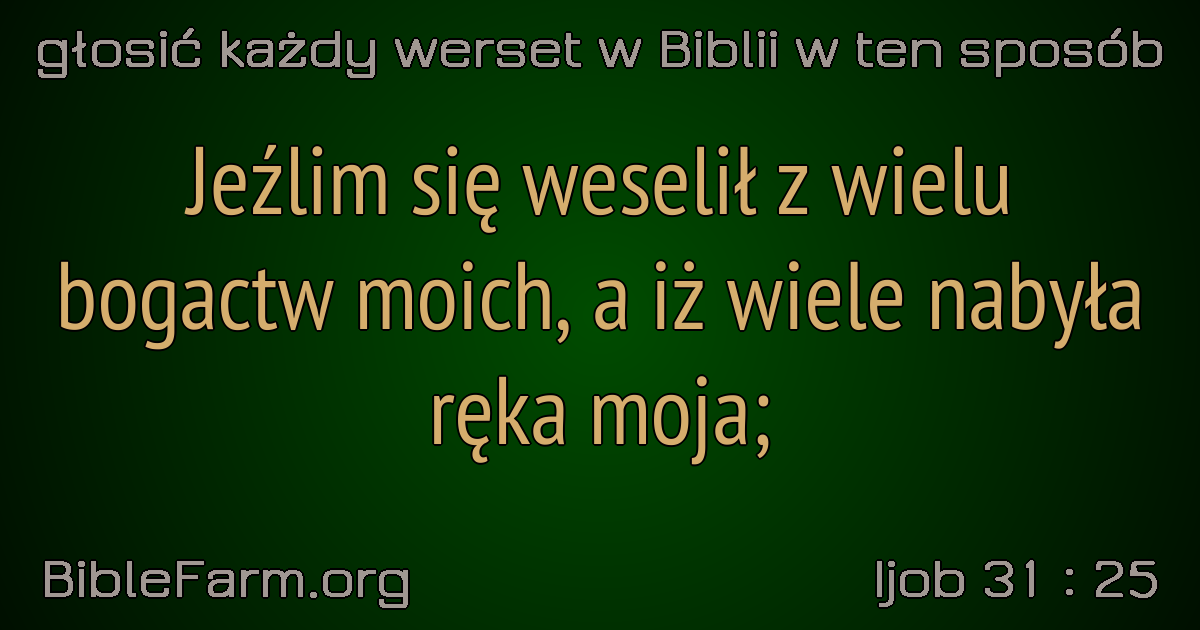 głosić każdy werset w Biblii w ten sposób
Jeźlim się weselił z wielu
bogactw moich, a iż wiele nabyła
ręka moja;
BibleFarm.org
Ijob 31 : 25